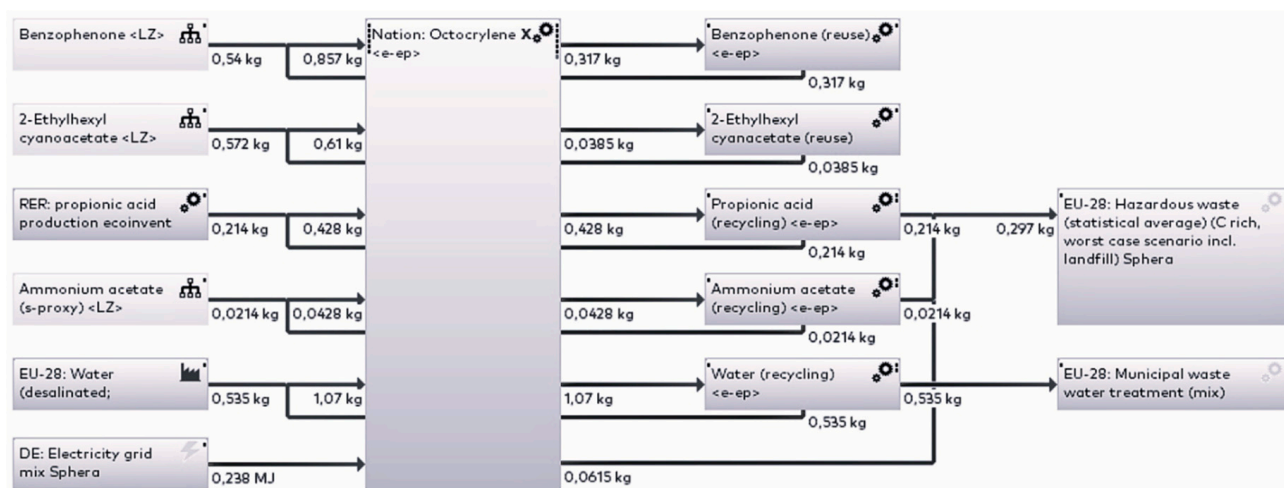 Benzophenone <LZ>
0,54 kg
0,857 kg
Nation: Octocrylene X
<e-ep>
0,317 kg
Benzophenone (reuse)
<e-ep>
0,317 kg
2-Ethylhexyl
cyanoacetate <LZ>
0,572 kg
0,61 kg
0,0385 kg
2-Ethylhexyl
cyanacetate (reuse)
0,0385 kg
RER: propionic acid
production ecoinvent
0,214 kg
0,428 kg
0,428 kg
Propionic acid
(recycling) <e-ep>
0,214 kg
0,214 kg
0,297 kg
EU-28: Hazardous waste
(statistical average) (C rich,
worst case scenario incl.
landfill) Sphera
Ammonium acetate
(s-proxy) <LZ>
0,0214 kg
0,0428 kg
0,0428 kg
Ammonium acetate
(recycling) <e-ep>
0,0214 kg
0,0214 kg
EU-28: Water
(desalinated;
0,535 kg
1,07 kg
1,07 kg
Water (recycling)
<e-ep>
0,535 kg
0,535 kg
EU-28: Municipal waste
water treatment (mix)
DE: Electricity grid
mix Sphera
0,238 MJ
0,0615 kg